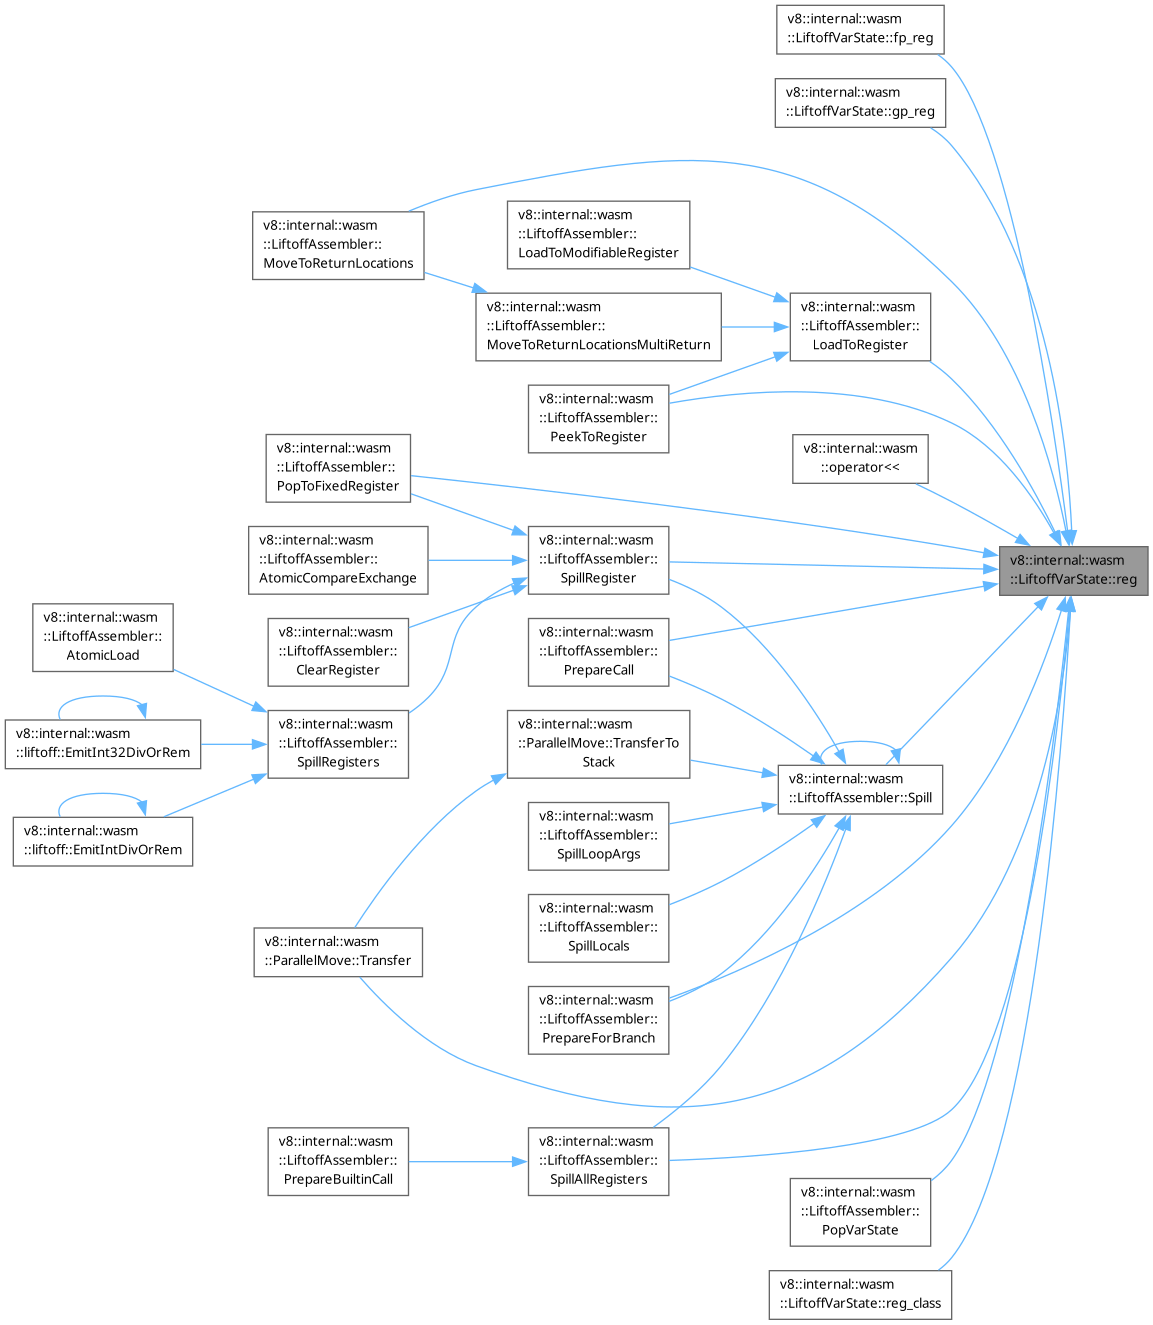 v8::internal::wasm
::LiftoffVarState::fp_reg
v8::internal::wasm
::LiftoffVarState::gp_reg
v8::internal::wasm
::LiftoffAssembler::
MoveToReturnLocations
v8::internal::wasm
::LiftoffAssembler::
LoadToModifiableRegister
v8::internal::wasm
::LiftoffAssembler::
MoveToReturnLocationsMultiReturn
v8::internal::wasm
::LiftoffAssembler::
LoadToRegister
v8::internal::wasm
::LiftoffAssembler::
PeekToRegister
v8::internal::wasm
::operator<<
v8::internal::wasm
::LiftoffAssembler::
PopToFixedRegister
v8::internal::wasm
::LiftoffAssembler::
AtomicCompareExchange
v8::internal::wasm
::LiftoffAssembler::
SpillRegister
v8::internal::wasm
::LiftoffVarState::reg
v8::internal::wasm
::LiftoffAssembler::
AtomicLoad
v8::internal::wasm
::LiftoffAssembler::
ClearRegister
v8::internal::wasm
::LiftoffAssembler::
PrepareCall
v8::internal::wasm
::liftoff::EmitInt32DivOrRem
v8::internal::wasm
::LiftoffAssembler::
SpillRegisters
v8::internal::wasm
::ParallelMove::TransferTo
Stack
v8::internal::wasm
::LiftoffAssembler::Spill
v8::internal::wasm
::liftoff::EmitIntDivOrRem
v8::internal::wasm
::LiftoffAssembler::
SpillLoopArgs
v8::internal::wasm
::LiftoffAssembler::
SpillLocals
v8::internal::wasm
::ParallelMove::Transfer
v8::internal::wasm
::LiftoffAssembler::
PrepareForBranch
v8::internal::wasm
::LiftoffAssembler::
PrepareBuiltinCall
v8::internal::wasm
::LiftoffAssembler::
SpillAllRegisters
v8::internal::wasm
::LiftoffAssembler::
PopVarState
v8::internal::wasm
::LiftoffVarState::reg_class